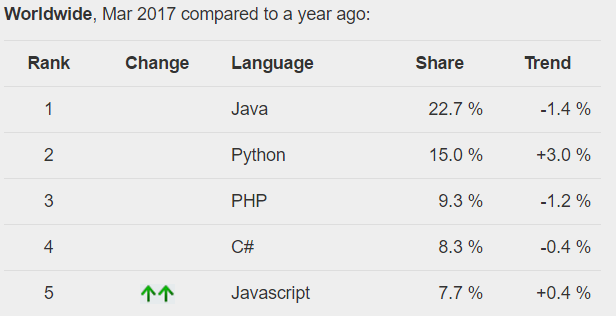 Worldwide, Mar 2017 compared to a year ago:
Rank Change Language Share Trend
1 Java 22.7 % -1.4 %
2 Python 15.0 % +3.0 %
3 PHP 9.3 % -1.2 %
4 C# 8.3 % -0.4 %
5 Javascript 7.7 % +0.4 %